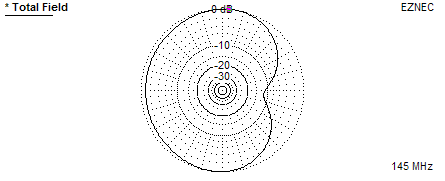 * Total Field
0 dB
EZNEC
-10
-20
-30
145 MHz